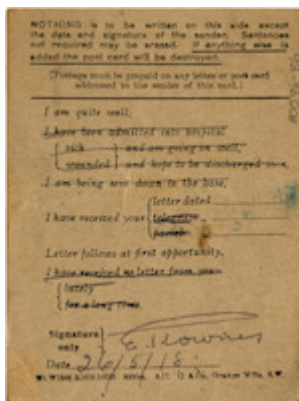 NOTHING is to be written on this side except
the date and signature of the sender. Sentences
not required may be erased. If anything else is
added the post card will be destroyed.
[Postage must be prepaid on any letter or post card
addressed to the sender of this card.]
I am quite well.
I have been admitted into hospital
sick and am going on well.
wounded and hope to be discharged soon.
I am being sent down to the base.
letter dated
I have received your telegram „
parcel „
Letter follows at first opportunity.
I have received no letter from you
lately
for a long time.
Signature
only
Date 26/5/18.